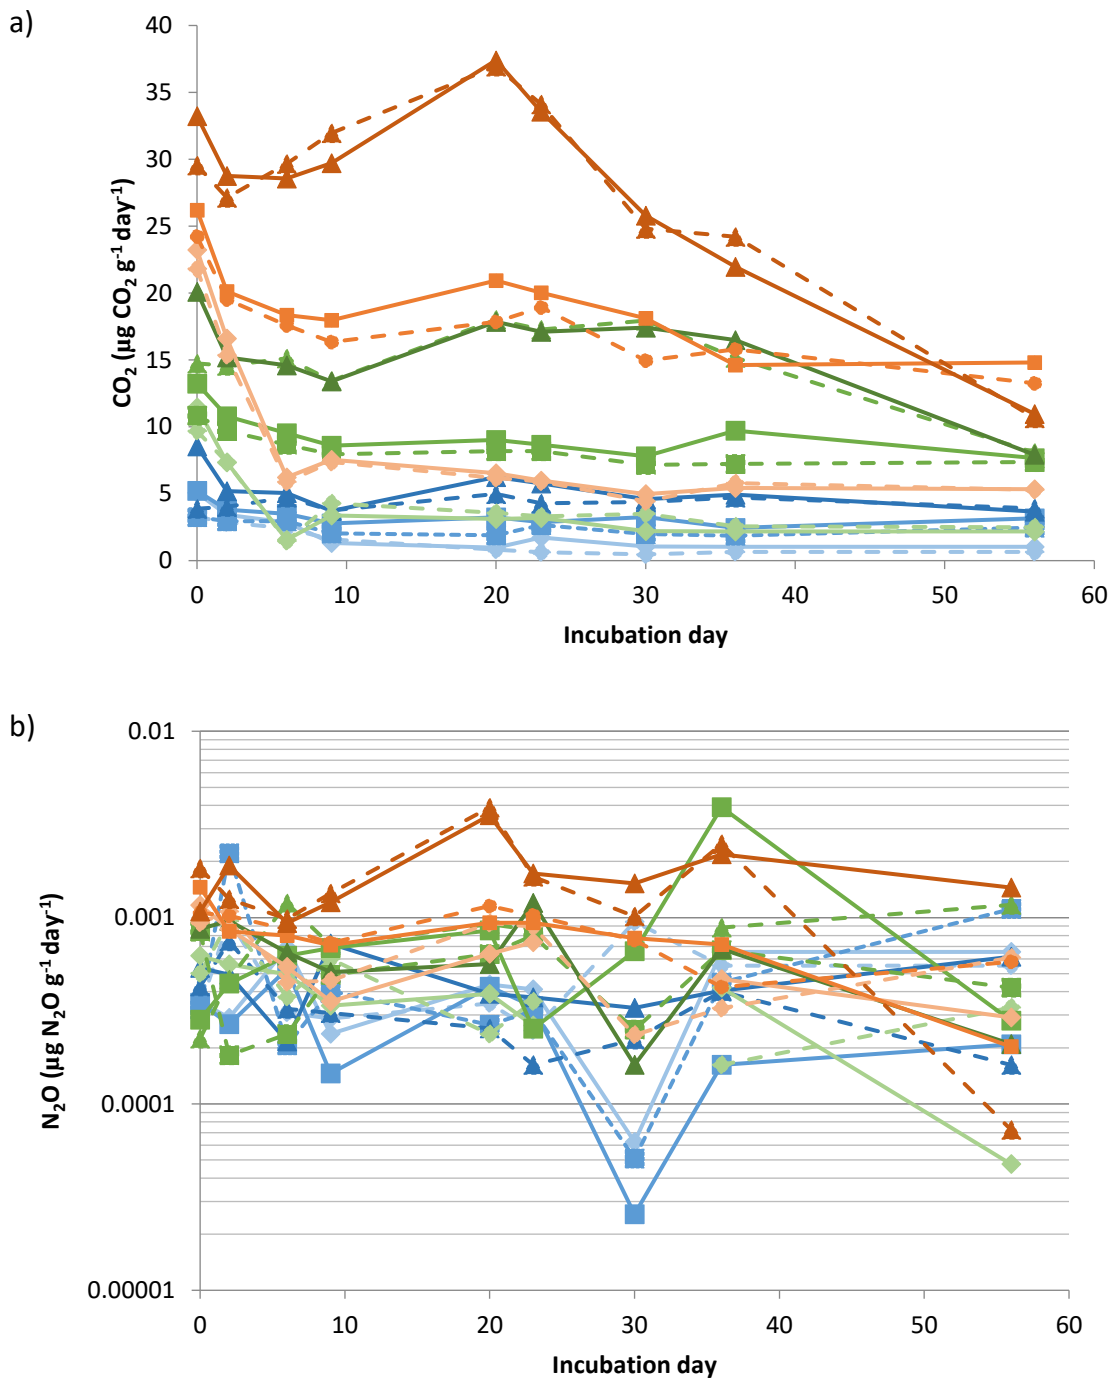 a)
40
35
30
25
20
15
10
5
0
CO₂ (µg CO₂ g⁻¹ day⁻¹)
0 10 20 30 40 50 60
Incubation day
b)
0.01
0.001
0.0001
0.00001
N₂O (µg N₂O g⁻¹ day⁻¹)
0 10 20 30 40 50 60
Incubation day